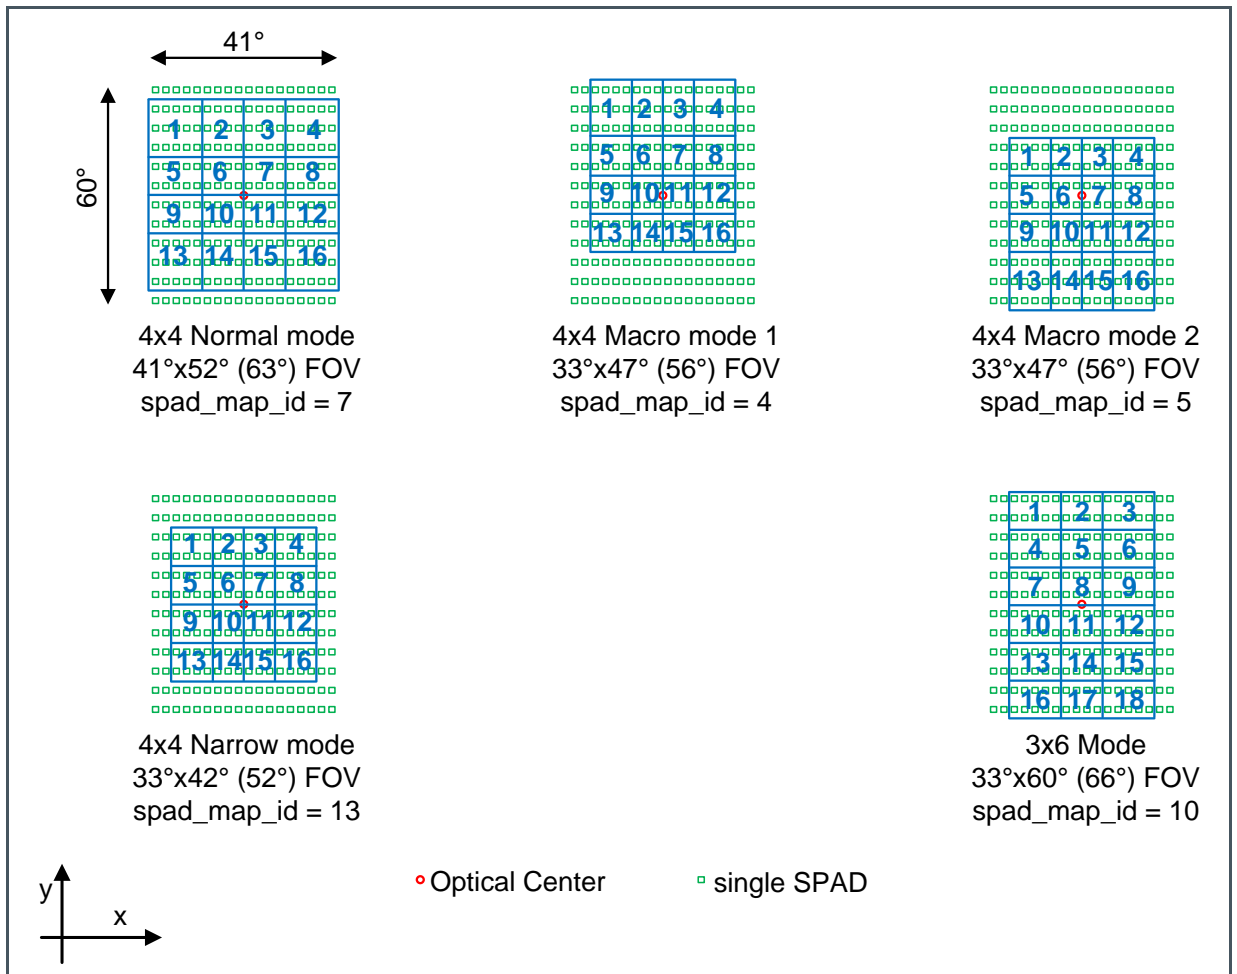 41°
60°
1 2 3 4
5 6 7 8
9 10 11 12
13 14 15 16
4x4 Normal mode
41°x52° (63°) FOV
spad_map_id = 7
1 2 3 4
5 6 7 8
9 10 11 12
13 14 15 16
4x4 Macro mode 1
33°x47° (56°) FOV
spad_map_id = 4
1 2 3 4
5 6 7 8
9 10 11 12
13 14 15 16
4x4 Macro mode 2
33°x47° (56°) FOV
spad_map_id = 5
1 2 3 4
5 6 7 8
9 10 11 12
13 14 15 16
4x4 Narrow mode
33°x42° (52°) FOV
spad_map_id = 13
1 2 3
4 5 6
7 8 9
10 11 12
13 14 15
16 17 18
3x6 Mode
33°x60° (66°) FOV
spad_map_id = 10
y
x
Optical Center
single SPAD